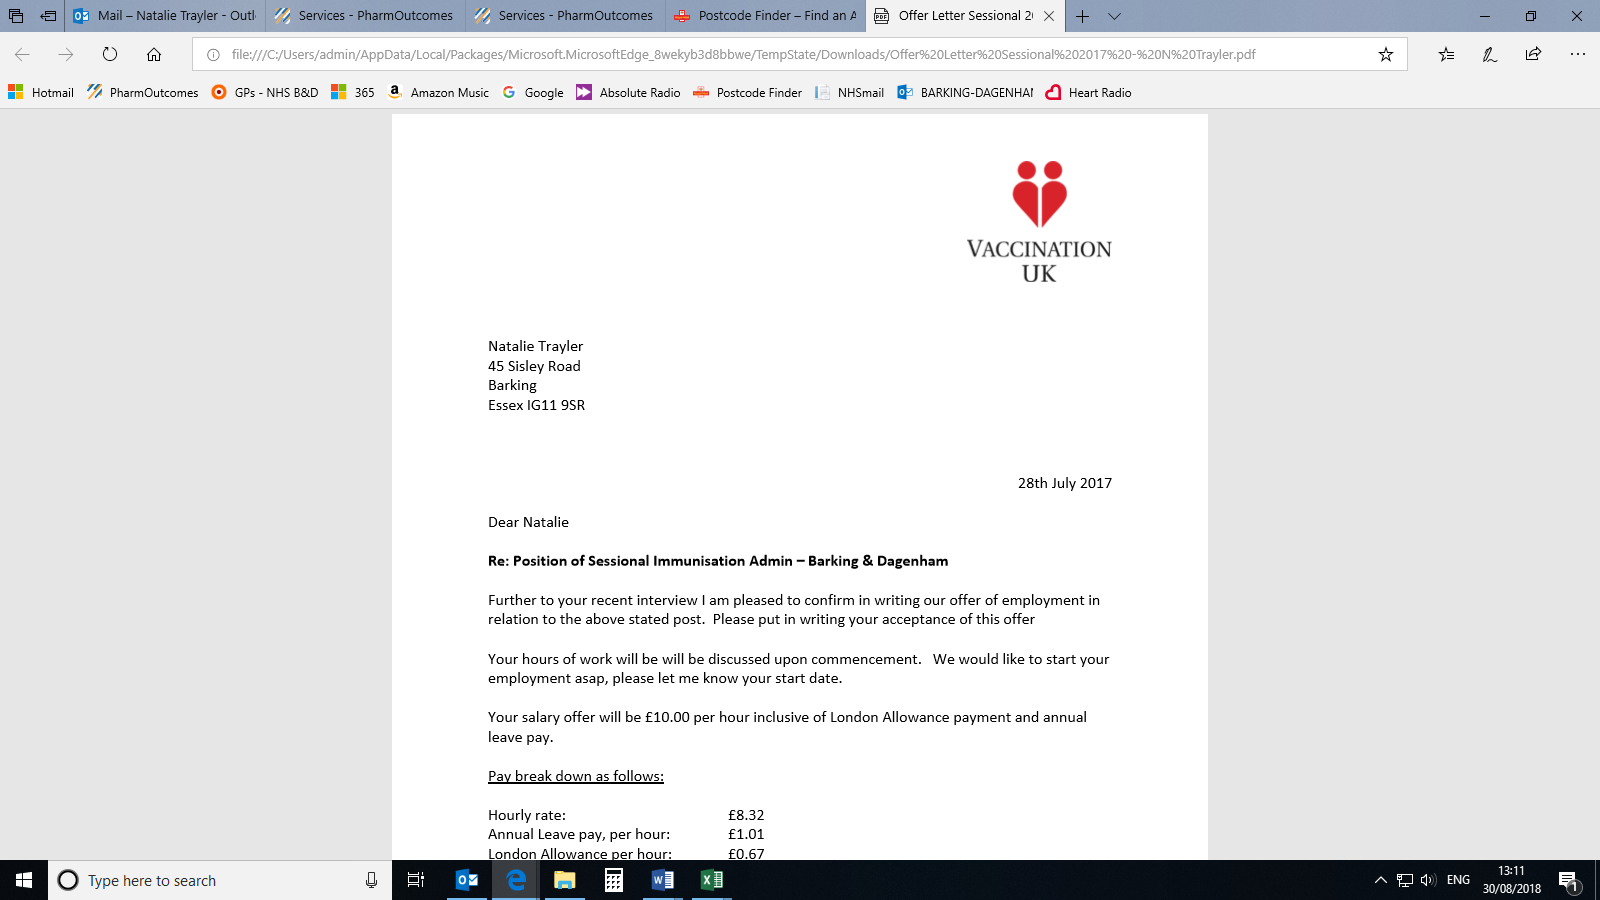 Mail – Natalie Trayler - Outl
Services - PharmOutcomes
Services - PharmOutcomes
Postcode Finder – Find an A
PDF
Offer Letter Sessional 20
file:///C:/Users/admin/AppData/Local/Packages/Microsoft.MicrosoftEdge_8wekyb3d8bbwe/TempState/Downloads/Offer%20Letter%20Sessional%202017%20-%20N%20Trayler.pdf
Hotmail
PharmOutcomes
GPs - NHS B&D
365
Amazon Music
Google
Absolute Radio
Postcode Finder
NHSmail
BARKING-DAGENHAM
Heart Radio
VACCINATION
UK
Natalie Trayler
45 Sisley Road
Barking
Essex IG11 9SR
28th July 2017
Dear Natalie
Re: Position of Sessional Immunisation Admin – Barking & Dagenham
Further to your recent interview I am pleased to confirm in writing our offer of employment in
relation to the above stated post.  Please put in writing your acceptance of this offer
Your hours of work will be will be discussed upon commencement.   We would like to start your
employment asap, please let me know your start date.
Your salary offer will be £10.00 per hour inclusive of London Allowance payment and annual
leave pay.
Pay break down as follows:
Hourly rate: £8.32
Annual Leave pay, per hour: £1.01
London Allowance per hour: £0.67
Type here to search
ENG
13:11
30/08/2018
1